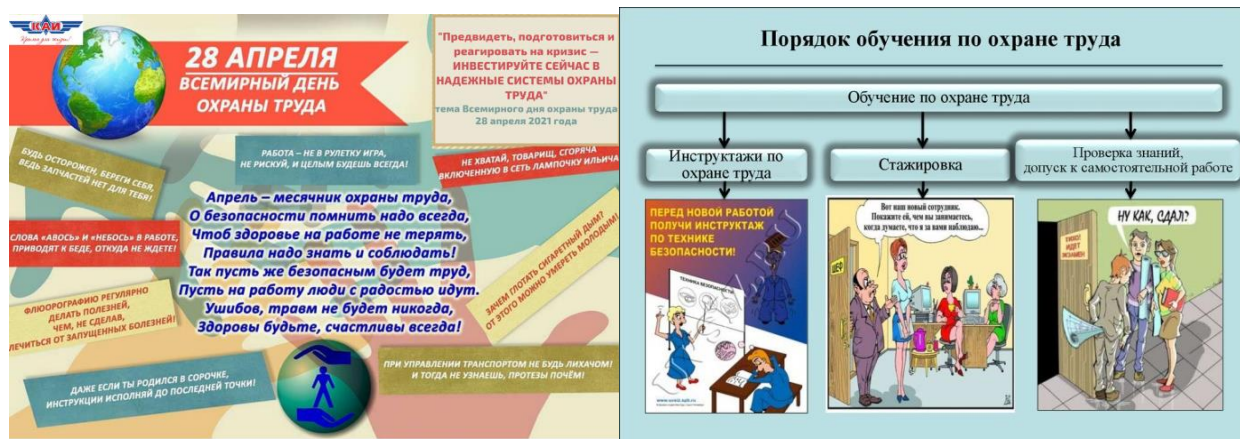 КАИ
28 АПРЕЛЯ
ВСЕМИРНЫЙ ДЕНЬ
ОХРАНЫ ТРУДА
"Предвидеть, подготовиться и
реагировать на кризис —
ИНВЕСТИРУЙТЕ СЕЙЧАС В
НАДЕЖНЫЕ СИСТЕМЫ ОХРАНЫ
ТРУДА"
тема Всемирного дня охраны труда
28 апреля 2021 года
БУДЬ ОСТОРОЖЕН, БЕРЕГИ СЕБЯ,
ВЕДЬ ЗАПЧАСТЕЙ НЕТ ДЛЯ ТЕБЯ!
РАБОТА – НЕ В РУЛЕТКУ ИГРА,
НЕ РИСКУЙ, И ЦЕЛЫМ БУДЕШЬ ВСЕГДА!
НЕ ХВАТАЙ, ТОВАРИЩ, СГОРЯЧА
ВКЛЮЧЕННУЮ В СЕТЬ ЛАМПОЧКУ ИЛЬИЧА
СЛОВА «АВОСЬ» И «НЕБОСЬ» В РАБОТЕ,
ПРИВОДЯТ К БЕДЕ, ОТКУДА НЕ ЖДЕТЕ!
Апрель – месячник охраны труда,
О безопасности помнить надо всегда,
Чтоб здоровье на работе не терять,
Правила надо знать и соблюдать!
Так пусть же безопасным будет труд,
Пусть на работу люди с радостью идут.
Ушибов, травм не будет никогда,
Здоровы будьте, счастливы всегда!
ЗАЧЕМ ГЛОТАТЬ СИГАРЕТНЫЙ ДЫМ?
ОТ ЭТОГО МОЖНО УМЕРЕТЬ МОЛОДЫМ!
ФЛЮОРОГРАФИЮ РЕГУЛЯРНО
ДЕЛАТЬ ПОЛЕЗНЕЙ,
ЧЕМ, НЕ СДЕЛАВ,
ЛЕЧИТЬСЯ ОТ ЗАПУЩЕННЫХ БОЛЕЗНЕЙ!
ДАЖЕ ЕСЛИ ТЫ РОДИЛСЯ В СОРОЧКЕ,
ИНСТРУКЦИИ ИСПОЛНЯЙ ДО ПОСЛЕДНЕЙ ТОЧКИ!
ПРИ УПРАВЛЕНИИ ТРАНСПОРТОМ НЕ БУДЬ ЛИХАЧОМ!
И ТОГДА НЕ УЗНАЕШЬ, ПРОТЕЗЫ ПОЧЁМ!
Порядок обучения по охране труда
Обучение по охране труда
Инструктажи по
охране труда
Стажировка
Проверка знаний,
допуск к самостоятельной работе
ПЕРЕД НОВОЙ РАБОТОЙ
ПОЛУЧИ ИНСТРУКТАЖ
ПО ТЕХНИКЕ
БЕЗОПАСНОСТИ!
ТЕХНИКА БЕЗОПАСНОСТИ
Вот наш новый сотрудник.
Покажите ей, чем вы занимаетесь,
когда думаете, что я за вами наблюдаю...
ШЕФ
НУ КАК, СДАЛ?
ТИХО!
ИДЕТ
ЭКЗАМЕН!